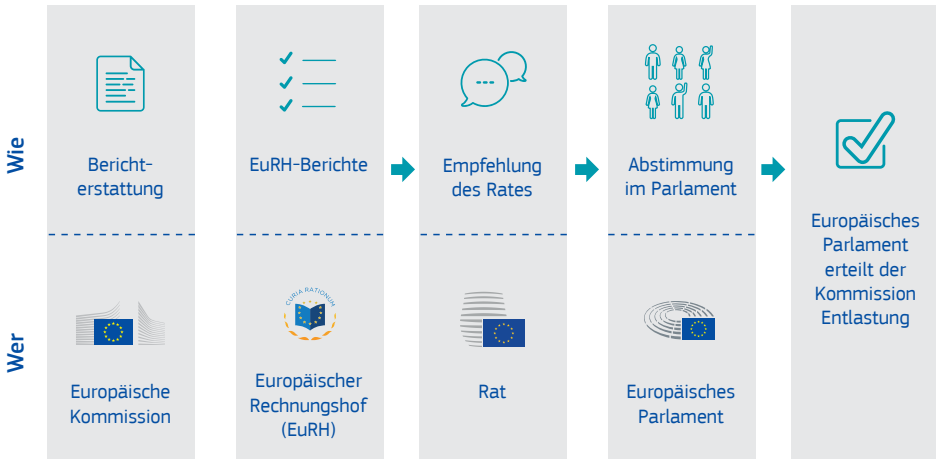 Wie
Bericht-
erstattung
EuRH-Berichte
Empfehlung
des Rates
Abstimmung
im Parlament
Europäisches
Parlament
erteilt der
Kommission
Entlastung
Wer
Europäische
Kommission
CURIA RATIONUM
Europäischer
Rechnungshof
(EuRH)
Rat
Europäisches
Parlament